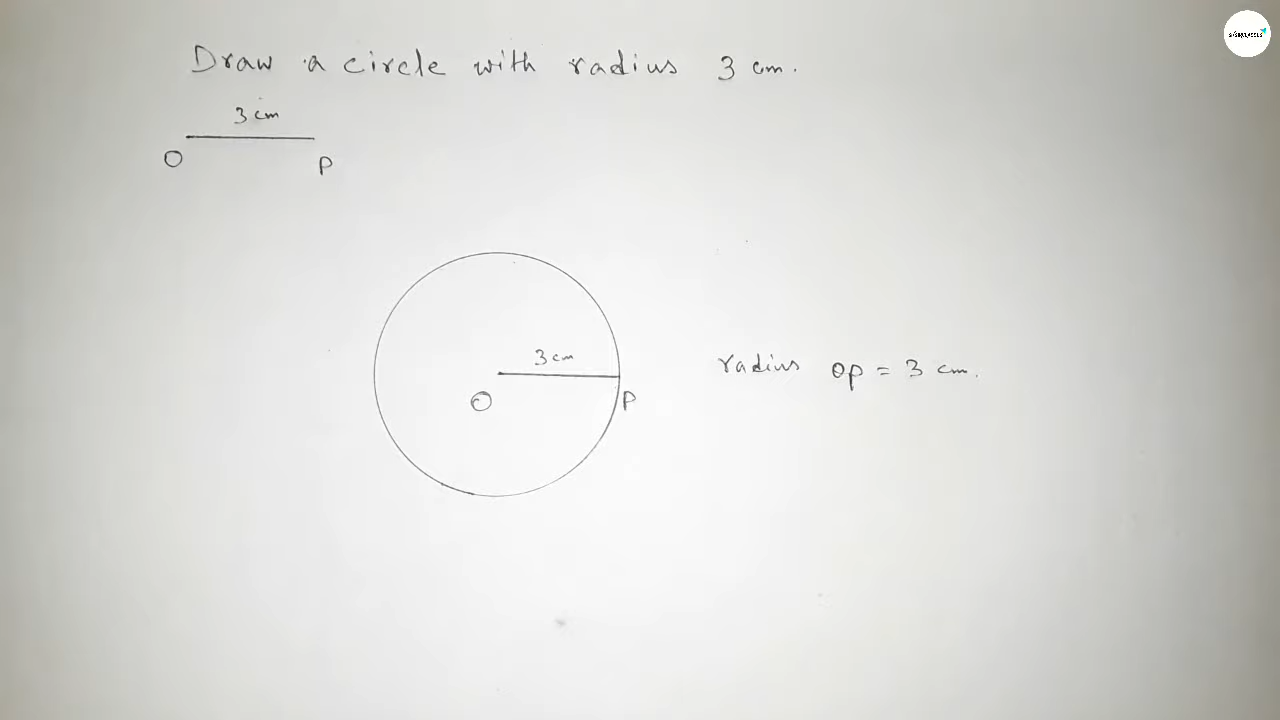 Draw a circle with radius 3 cm.
3 cm
O P
3 cm
O P
radius OP = 3 cm.